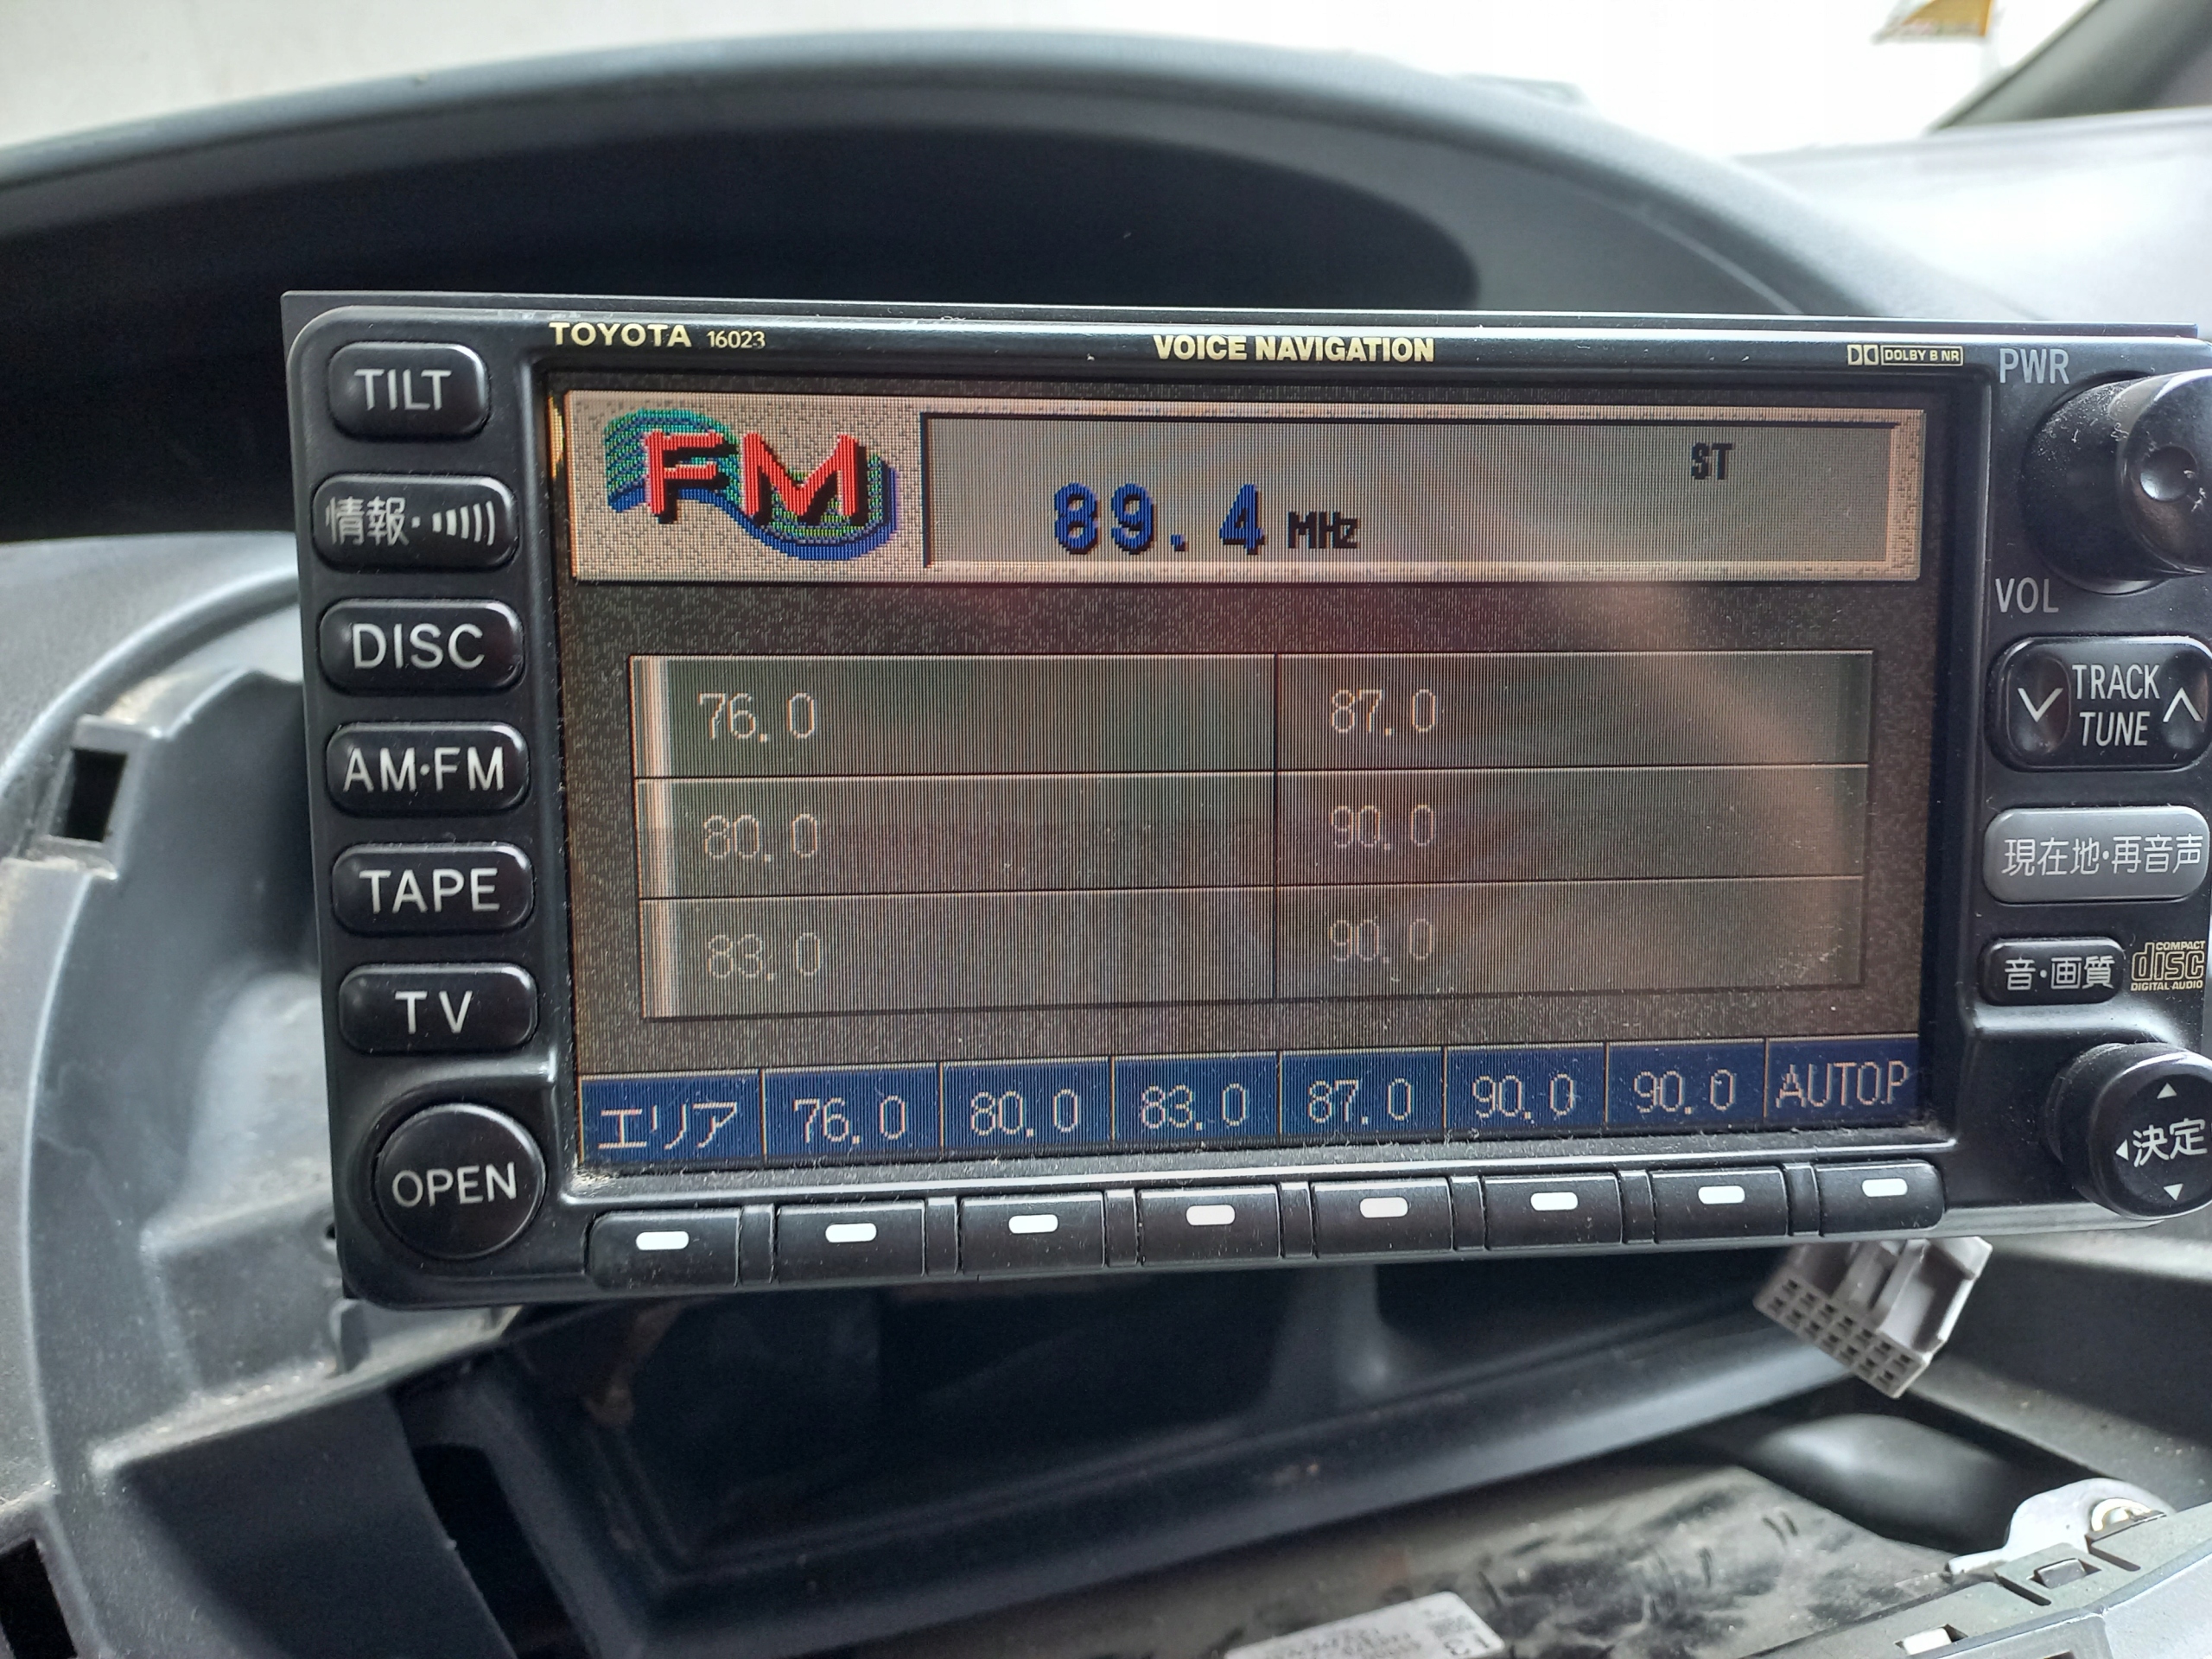 TOYOTA 16023
VOICE NAVIGATION
DOLBY B NR
PWR
TILT
情報
DISC
AM·FM
TAPE
TV
OPEN
FM
ST
89.4 MHz
76.0 87.0
80.0 90.0
83.0 90.0
エリア 76.0 80.0 83.0 87.0 90.0 90.0 AUTO.P
VOL
TRACK
TUNE
現在地·再音声
音·画質
COMPACT
disc
DIGITAL AUDIO
決定